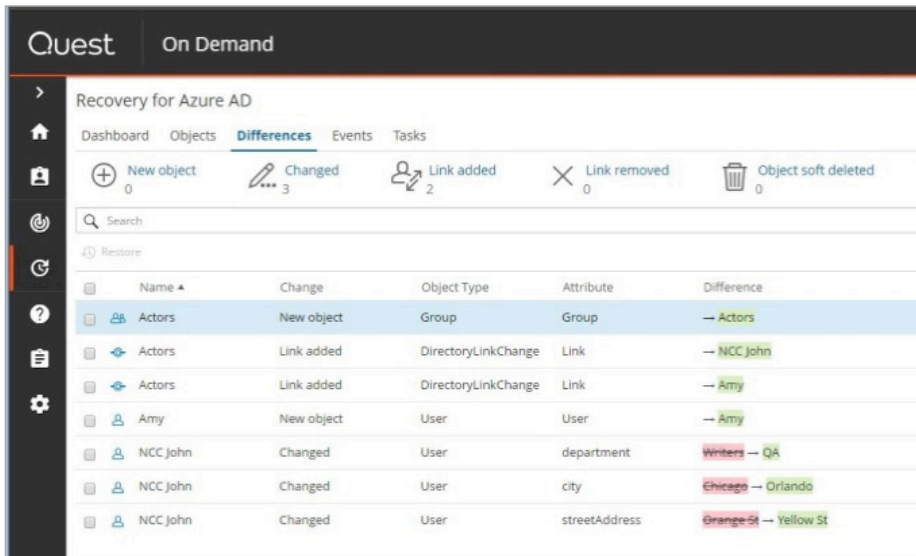 Quest On Demand
Recovery for Azure AD
Dashboard Objects Differences Events Tasks
New object Changed Link added Link removed Object soft deleted
0 3 2 0 0
Search
Restore
Name Change Object Type Attribute Difference
Actors New object Group Group → Actors
Actors Link added DirectoryLinkChange Link → NCC John
Actors Link added DirectoryLinkChange Link → Amy
Amy New object User User → Amy
NCC John Changed User department Writers → QA
NCC John Changed User city Chicago → Orlando
NCC John Changed User streetAddress Orange St → Yellow St